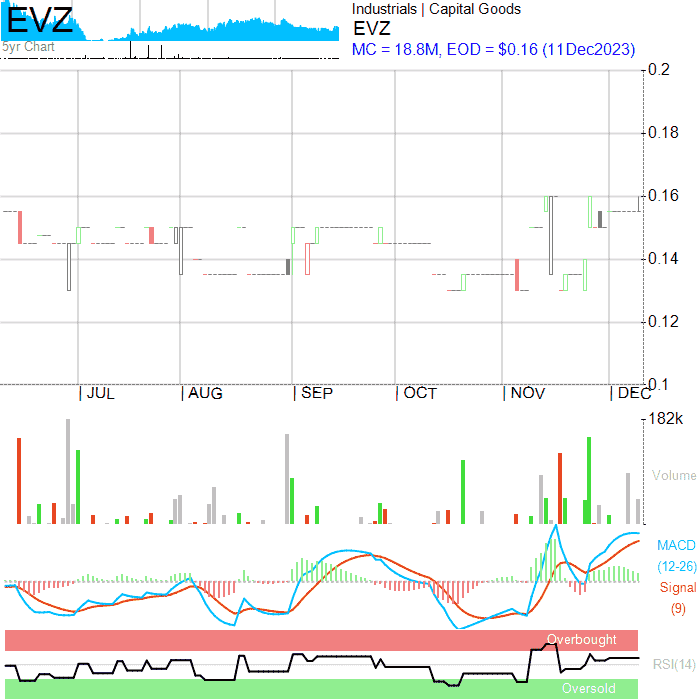 EVZ
5yr Chart
Industrials | Capital Goods
EVZ
MC = 18.8M, EOD = $0.16 (11Dec2023)
0.2
0.18
0.16
0.14
0.12
0.1
| JUL | AUG | SEP | OCT | NOV | DEC
182k
Volume
MACD
(12-26)
Signal
(9)
Overbought
RSI(14)
Oversold